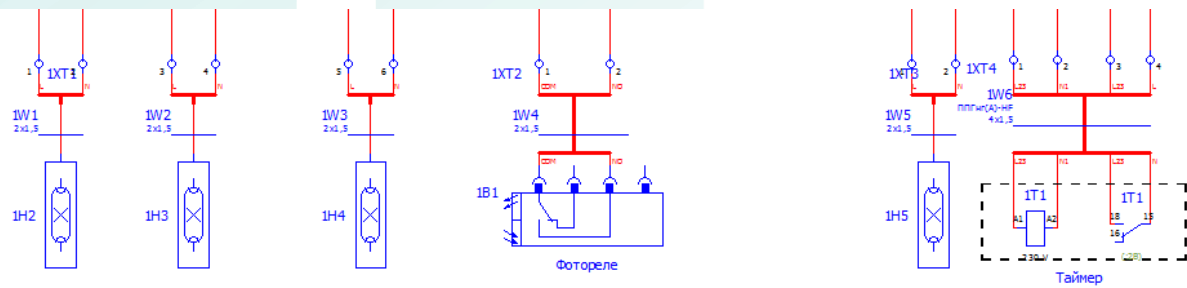 1 1XT1 2
3 4
5 6
1XT2 1 2
1XT3 2
1XT4 1 2 3 4
L N
L N
L N
COM NO
L N
L23 N1 L23 L
1W1
2x1,5
1W2
2x1,5
1W3
2x1,5
1W4
2x1,5
1W5
2x1,5
1W6
ППГнг(А)-HF
4x1,5
COM NO
L23 N1 L23 N
1H2
1H3
1H4
1B1
Фотореле
1H5
1T1
A1 A2
230 V
1T1
18 15
16
(.2B)
Таймер